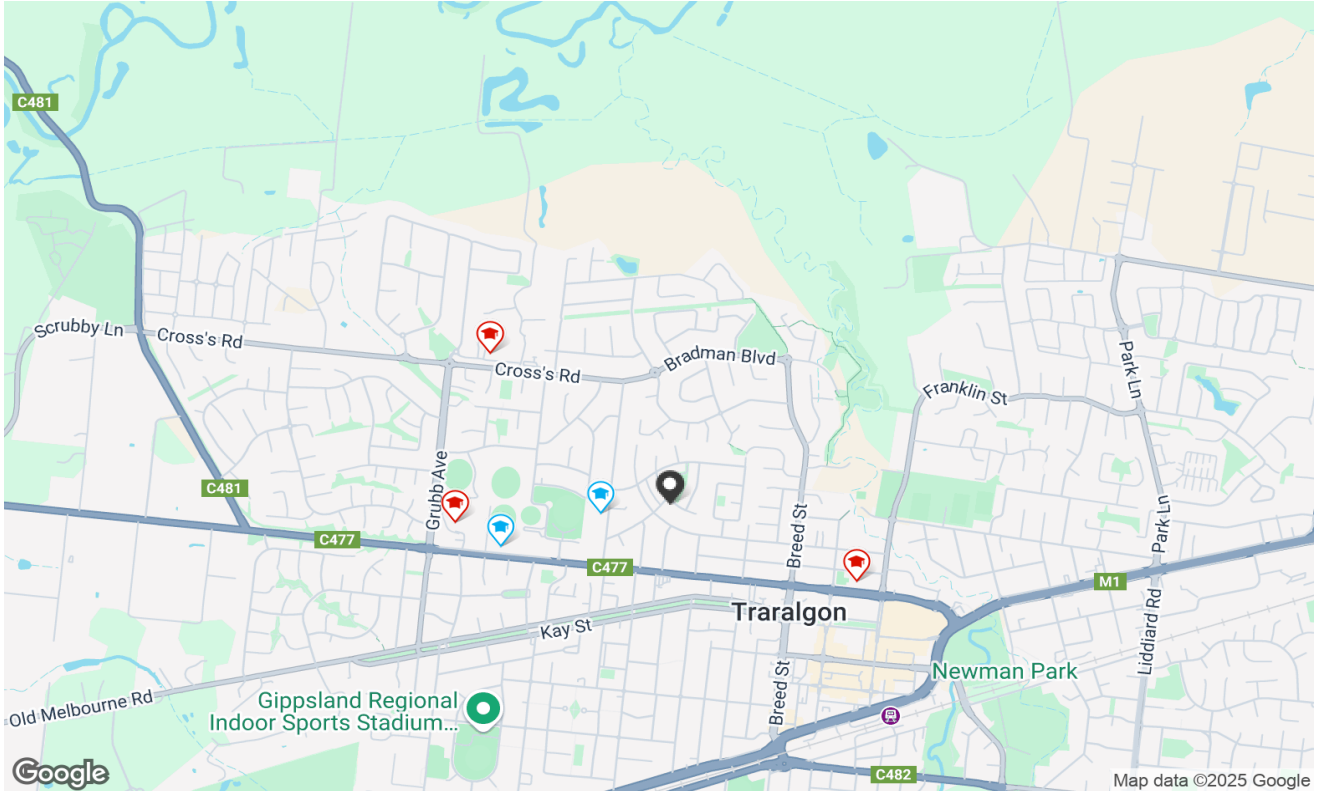 C481
Scrubby Ln
Cross's Rd
Cross's Rd
Bradman Blvd
Park Ln
Franklin St
C481
Grubb Ave
Breed St
Park Ln
C477
C477
M1
Traralgon
Kay St
Liddiard Rd
Newman Park
Breed St
Old Melbourne Rd
Gippsland Regional
Indoor Sports Stadium...
C482
Google
Map data ©2025 Google